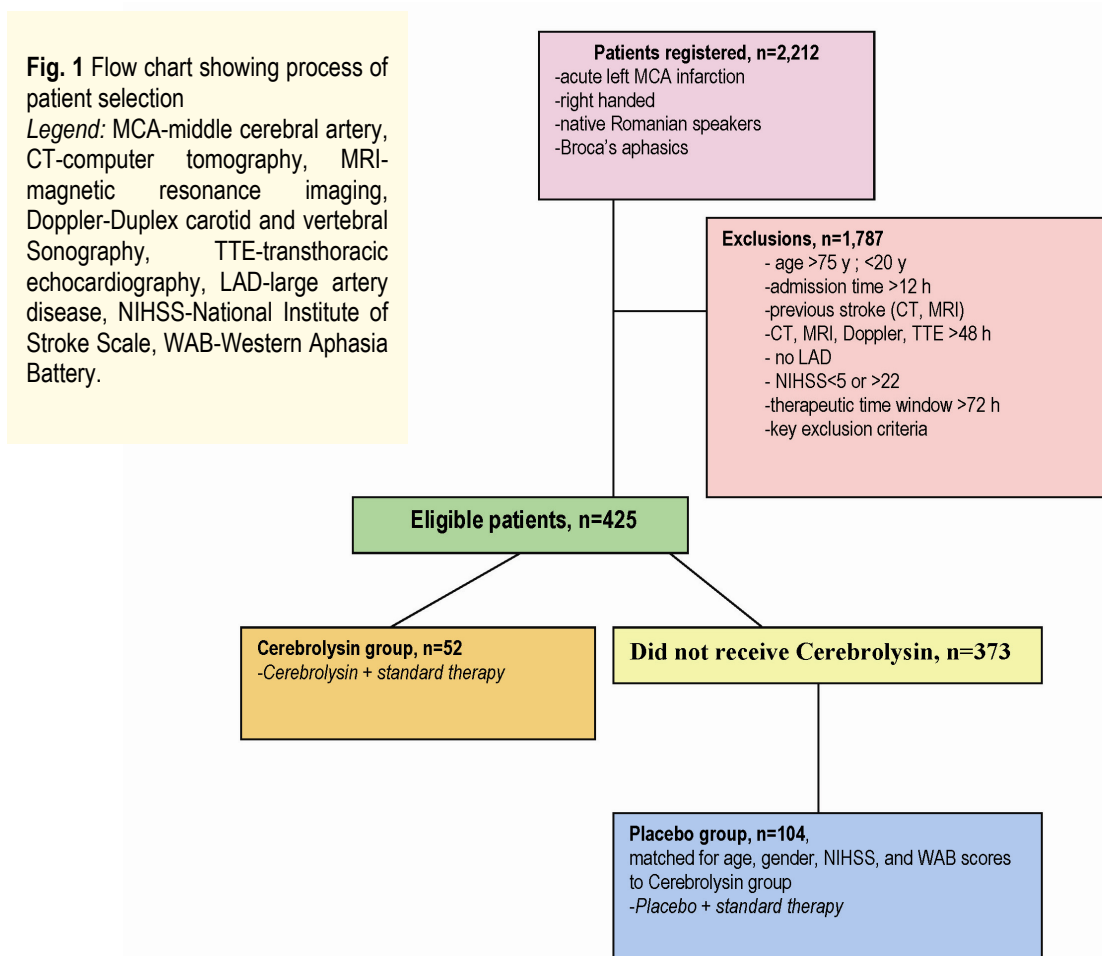 Fig. 1 Flow chart showing process of
patient selection
Legend: MCA-middle cerebral artery,
CT-computer tomography, MRI-
magnetic resonance imaging,
Doppler-Duplex carotid and vertebral
Sonography, TTE-transthoracic
echocardiography, LAD-large artery
disease, NIHSS-National Institute of
Stroke Scale, WAB-Western Aphasia
Battery.
Patients registered, n=2,212
-acute left MCA infarction
-right handed
-native Romanian speakers
-Broca's aphasics
Exclusions, n=1,787
- age >75 y ; <20 y
-admission time >12 h
-previous stroke (CT, MRI)
-CT, MRI, Doppler, TTE >48 h
- no LAD
- NIHSS<5 or >22
-therapeutic time window >72 h
-key exclusion criteria
Eligible patients, n=425
Cerebrolysin group, n=52
-Cerebrolysin + standard therapy
Did not receive Cerebrolysin, n=373
Placebo group, n=104,
matched for age, gender, NIHSS, and WAB scores
to Cerebrolysin group
-Placebo + standard therapy